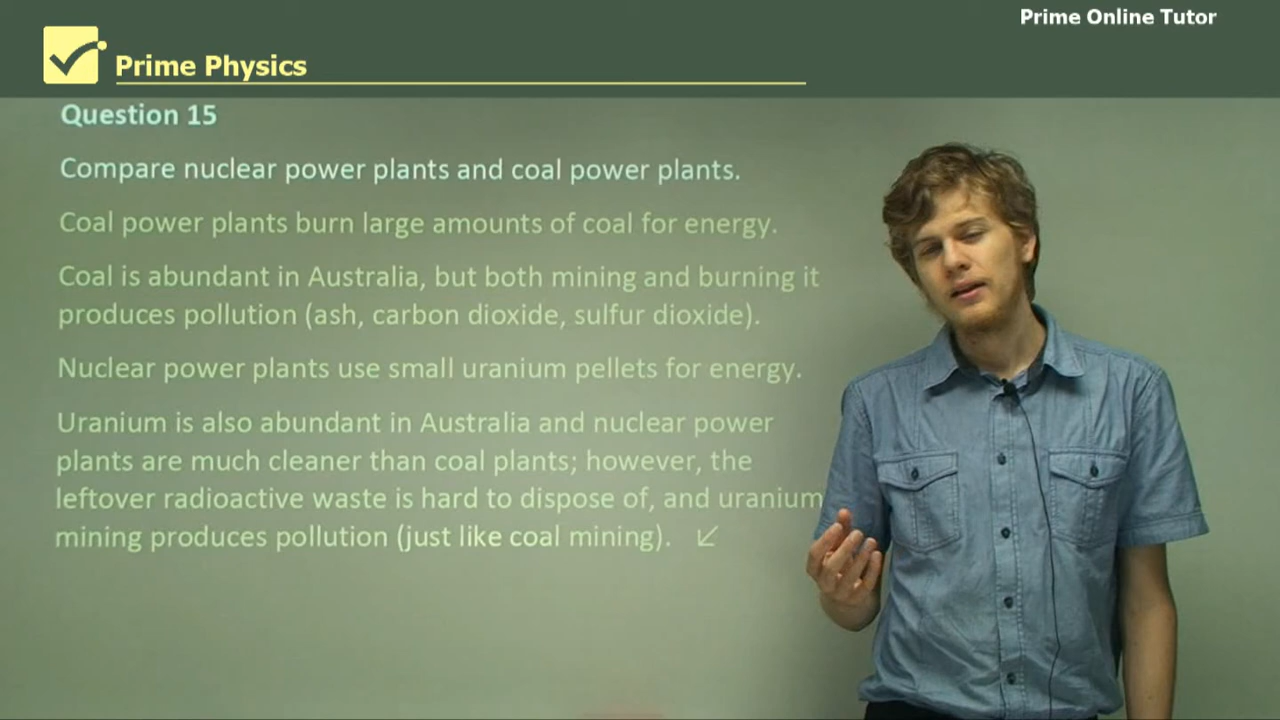 Prime Online Tutor
Prime Physics
Question 15
Compare nuclear power plants and coal power plants.
Coal power plants burn large amounts of coal for energy.
Coal is abundant in Australia, but both mining and burning it
produces pollution (ash, carbon dioxide, sulfur dioxide).
Nuclear power plants use small uranium pellets for energy.
Uranium is also abundant in Australia and nuclear power
plants are much cleaner than coal plants; however, the
leftover radioactive waste is hard to dispose of, and uranium
mining produces pollution (just like coal mining).